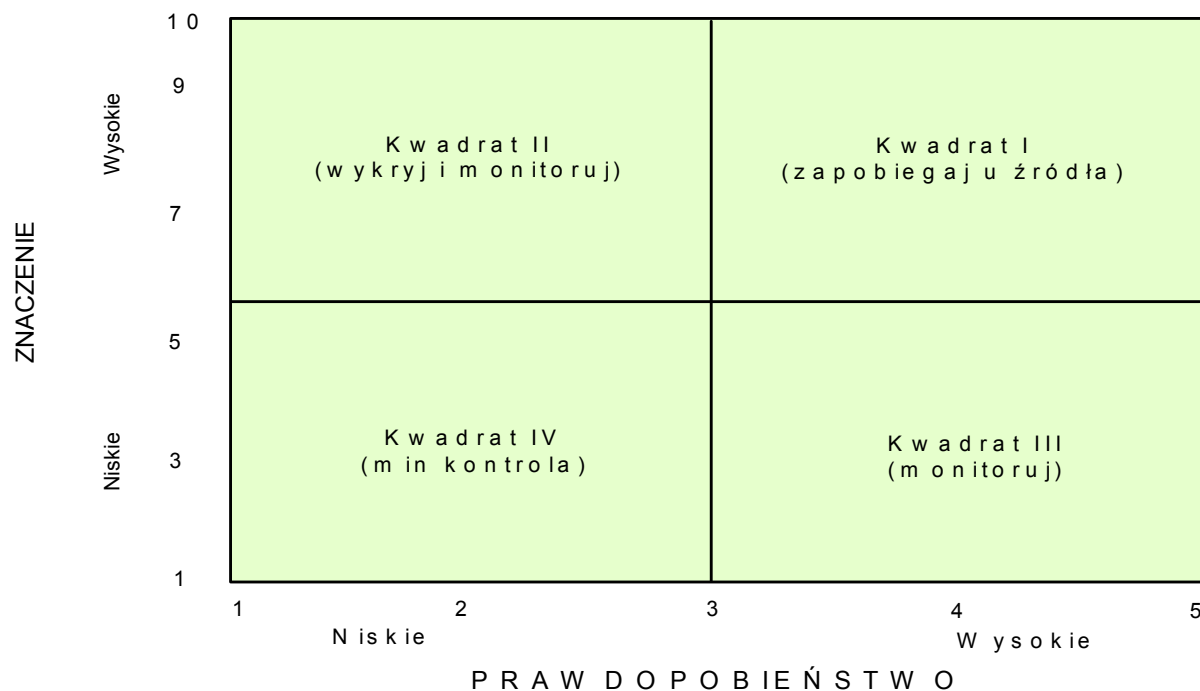 10
9
7
5
3
1
ZNACZENIE
Wysokie
Niskie
Kwadrat II
(wykryj i monitoruj)
Kwadrat I
(zapobiegaj u źródła)
Kwadrat IV
(min kontrola)
Kwadrat III
(monitoruj)
1 2 3 4 5
Niskie Wysokie
PRAWDOPOBIEŃSTWO